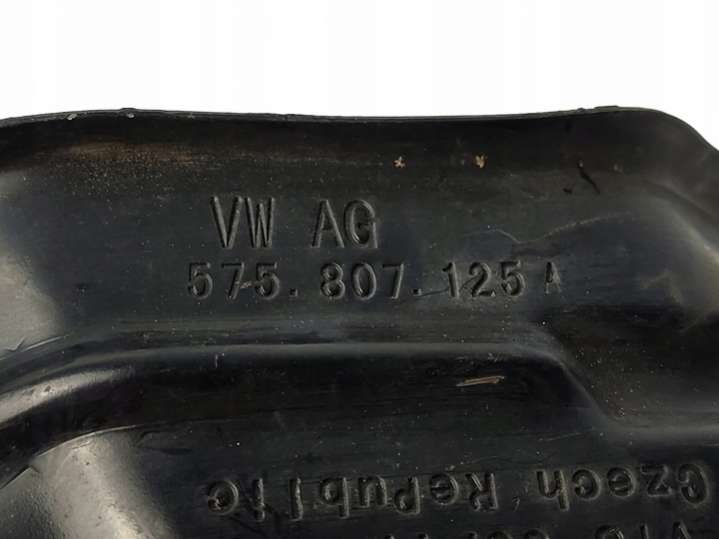 VW AG
575.807.125 A
Czech RePublic